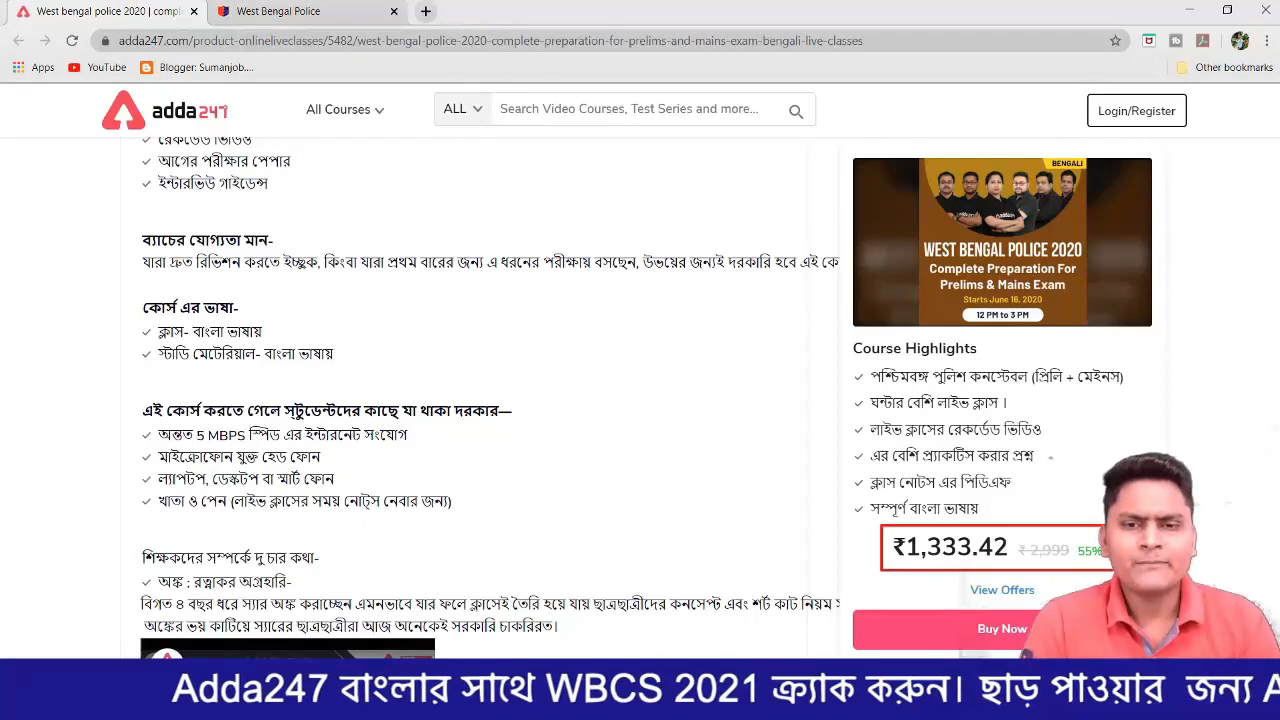 West bengal police 2020 | compl
West Bengal Police
adda247.com/product-onlineliveclasses/5482/west-bengal-police-2020-complete-preparation-for-prelims-and-mains-exam-bengali-live-classes
Apps
YouTube
Blogger: Sumanjob....
Other bookmarks
adda247
All Courses
ALL
Search Video Courses, Test Series and more...
Login/Register
রেকর্ডেড ভিডিও
আগের পরীক্ষার পেপার
ইন্টারভিউ গাইডেন্স
ব্যাচের যোগ্যতা মান-
যারা দ্রুত রিভিশন করতে ইচ্ছুক, কিংবা যারা প্রথম বারের জন্য এ ধরনের পরীক্ষায় বসছেন, উভয়ের জন্যই দরকারি হবে এই কো
কোর্স এর ভাষা-
ক্লাস- বাংলা ভাষায়
স্টাডি মেটেরিয়াল- বাংলা ভাষায়
এই কোর্স করতে গেলে স্টুডেন্টদের কাছে যা থাকা দরকার—
অন্তত 5 MBPS স্পিড এর ইন্টারনেট সংযোগ
মাইক্রোফোন যুক্ত হেড ফোন
ল্যাপটপ, ডেস্কটপ বা স্মার্ট ফোন
খাতা ও পেন (লাইভ ক্লাসের সময় নোট্স নেবার জন্য)
শিক্ষকদের সম্পর্কে দু চার কথা-
অঙ্ক : রত্নাকর অগ্রহারি-
বিগত ৪ বছর ধরে স্যার অঙ্ক করাচ্ছেন এমনভাবে যার ফলে ক্লাসেই তৈরি হয়ে যায় ছাত্রছাত্রীদের কনসেপ্ট এবং শর্ট কাট নিয়ম স
অঙ্কের ভয় কাটিয়ে স্যারের ছাত্রছাত্রীরা আজ অনেকেই সরকারি চাকরিরত।
BENGALI
WEST BENGAL POLICE 2020
Complete Preparation For
Prelims & Mains Exam
Starts June 16, 2020
12 PM to 3 PM
Course Highlights
পশ্চিমবঙ্গ পুলিশ কনস্টেবল (প্রিলি + মেইনস)
ঘন্টার বেশি লাইভ ক্লাস ।
লাইভ ক্লাসের রেকর্ডেড ভিডিও
এর বেশি প্র্যাকটিস করার প্রশ্ন
ক্লাস নোটস এর পিডিএফ
সম্পূর্ণ বাংলা ভাষায়
₹1,333.42 ₹ 2,999 55%
View Offers
Buy Now
Adda247 বাংলার সাথে WBCS 2021 ক্র্যাক করুন। ছাড় পাওয়ার জন্য A